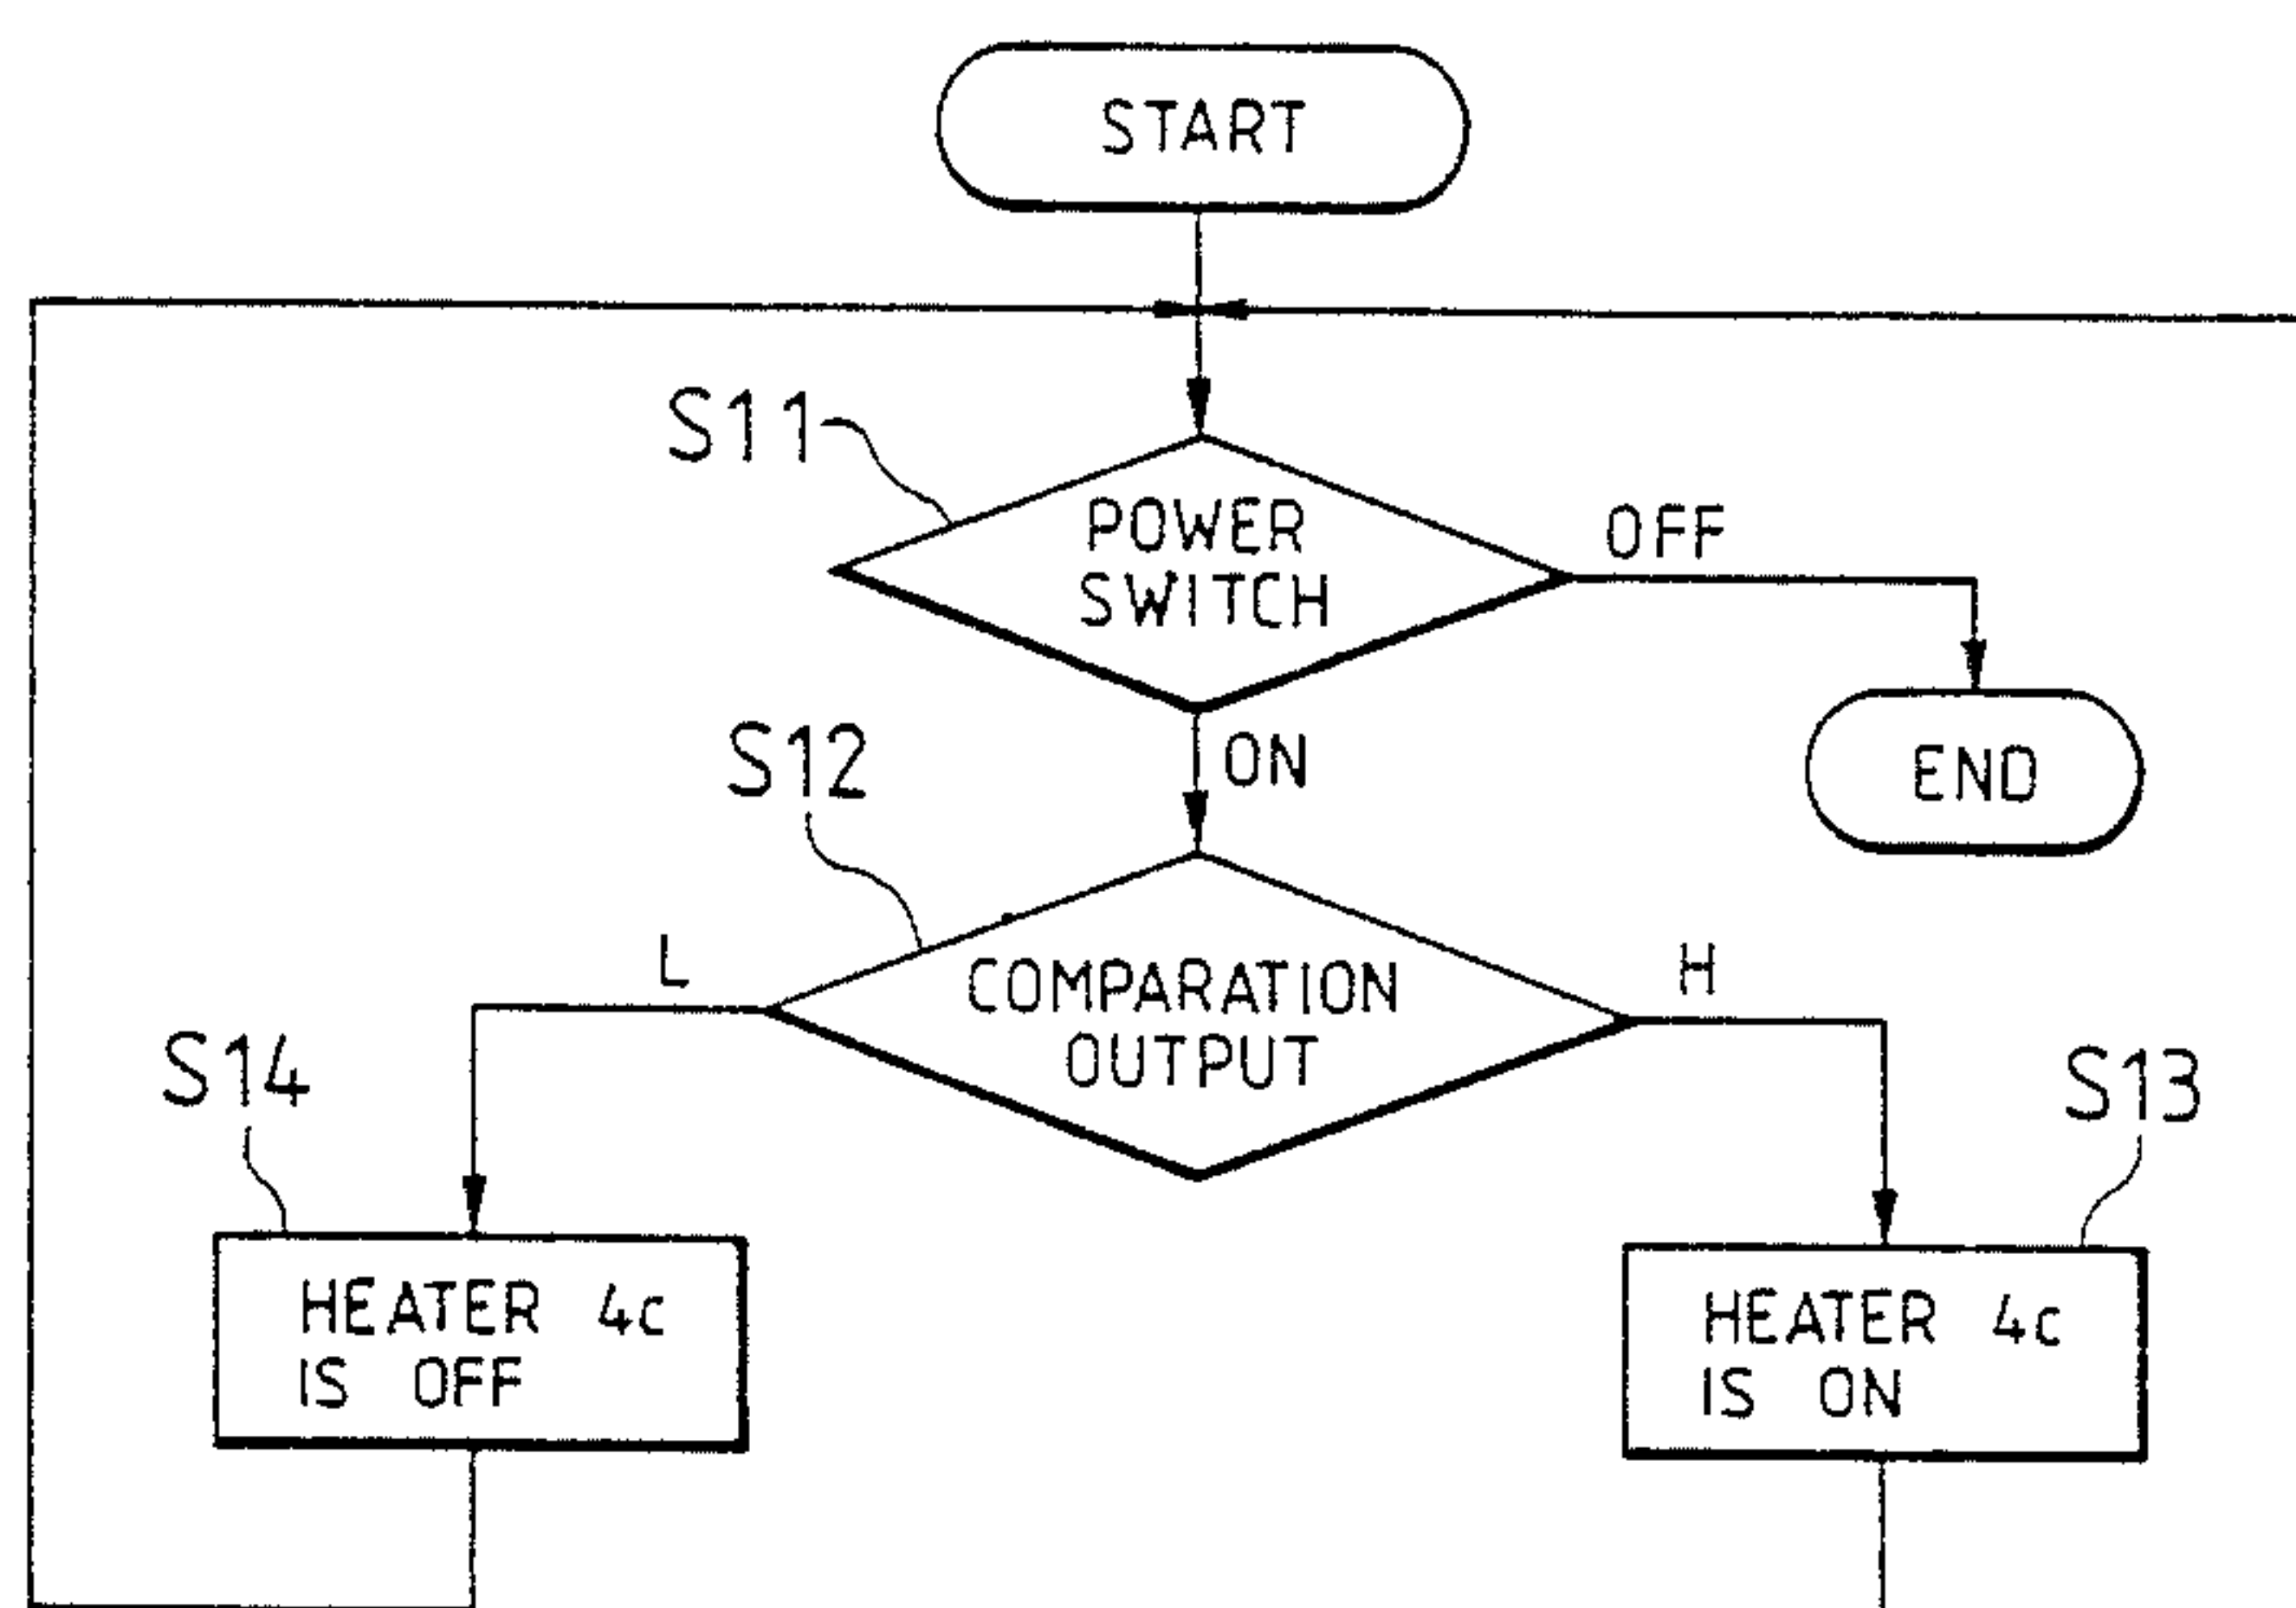 START
S11
POWER
SWITCH
OFF
S12
ON
END
L
COMPARATION
OUTPUT
H
S14
S13
HEATER 4c
IS OFF
HEATER 4c
IS ON